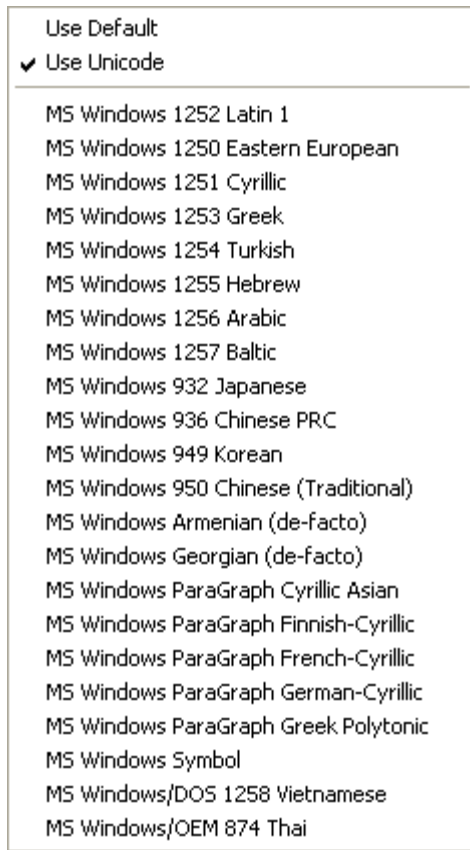 Use Default
Use Unicode
MS Windows 1252 Latin 1
MS Windows 1250 Eastern European
MS Windows 1251 Cyrillic
MS Windows 1253 Greek
MS Windows 1254 Turkish
MS Windows 1255 Hebrew
MS Windows 1256 Arabic
MS Windows 1257 Baltic
MS Windows 932 Japanese
MS Windows 936 Chinese PRC
MS Windows 949 Korean
MS Windows 950 Chinese (Traditional)
MS Windows Armenian (de-facto)
MS Windows Georgian (de-facto)
MS Windows ParaGraph Cyrillic Asian
MS Windows ParaGraph Finnish-Cyrillic
MS Windows ParaGraph French-Cyrillic
MS Windows ParaGraph German-Cyrillic
MS Windows ParaGraph Greek Polytonic
MS Windows Symbol
MS Windows/DOS 1258 Vietnamese
MS Windows/OEM 874 Thai